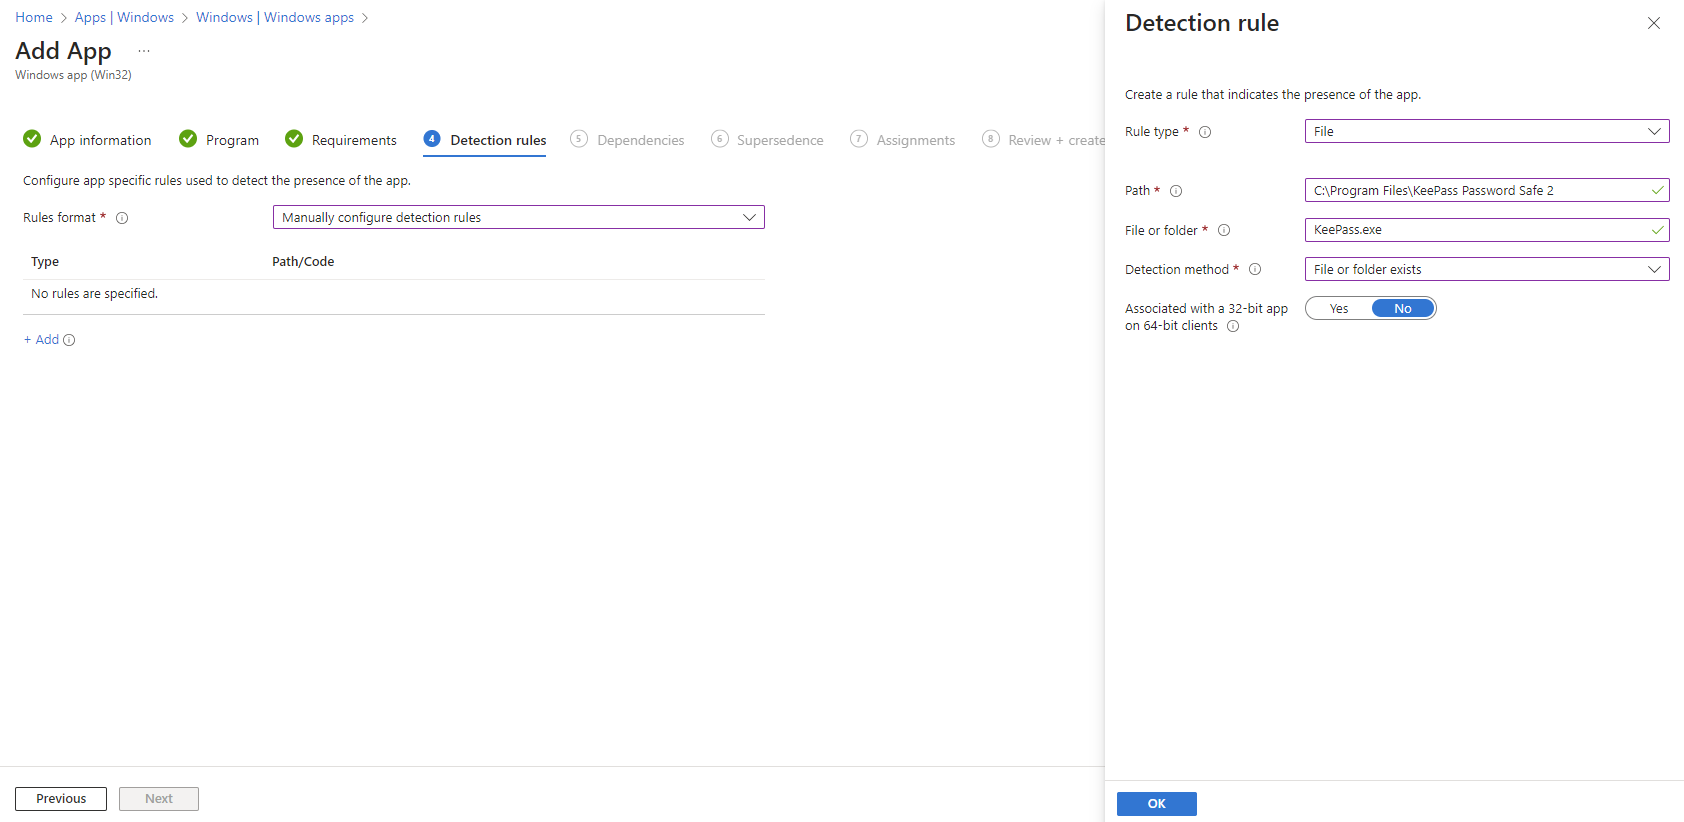 Home > Apps | Windows > Windows | Windows apps >
Add App ...
Windows app (Win32)
App information
Program
Requirements
4 Detection rules
5 Dependencies
6 Supersedence
7 Assignments
8 Review + create
Configure app specific rules used to detect the presence of the app.
Rules format *
Manually configure detection rules
Type Path/Code
No rules are specified.
+ Add
Previous
Next
Detection rule
Create a rule that indicates the presence of the app.
Rule type *
File
Path *
C:\Program Files\KeePass Password Safe 2
File or folder *
KeePass.exe
Detection method *
File or folder exists
Associated with a 32-bit app
on 64-bit clients
Yes No
OK